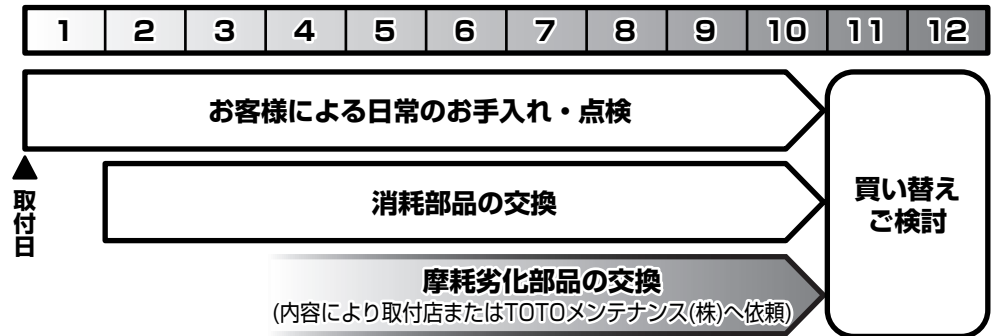 1 2 3 4 5 6 7 8 9 10 11 12
お客様による日常のお手入れ・点検
▲
取付日
消耗部品の交換
買い替え
ご検討
摩耗劣化部品の交換
(内容により取付店またはTOTOメンテナンス(株)へ依頼)